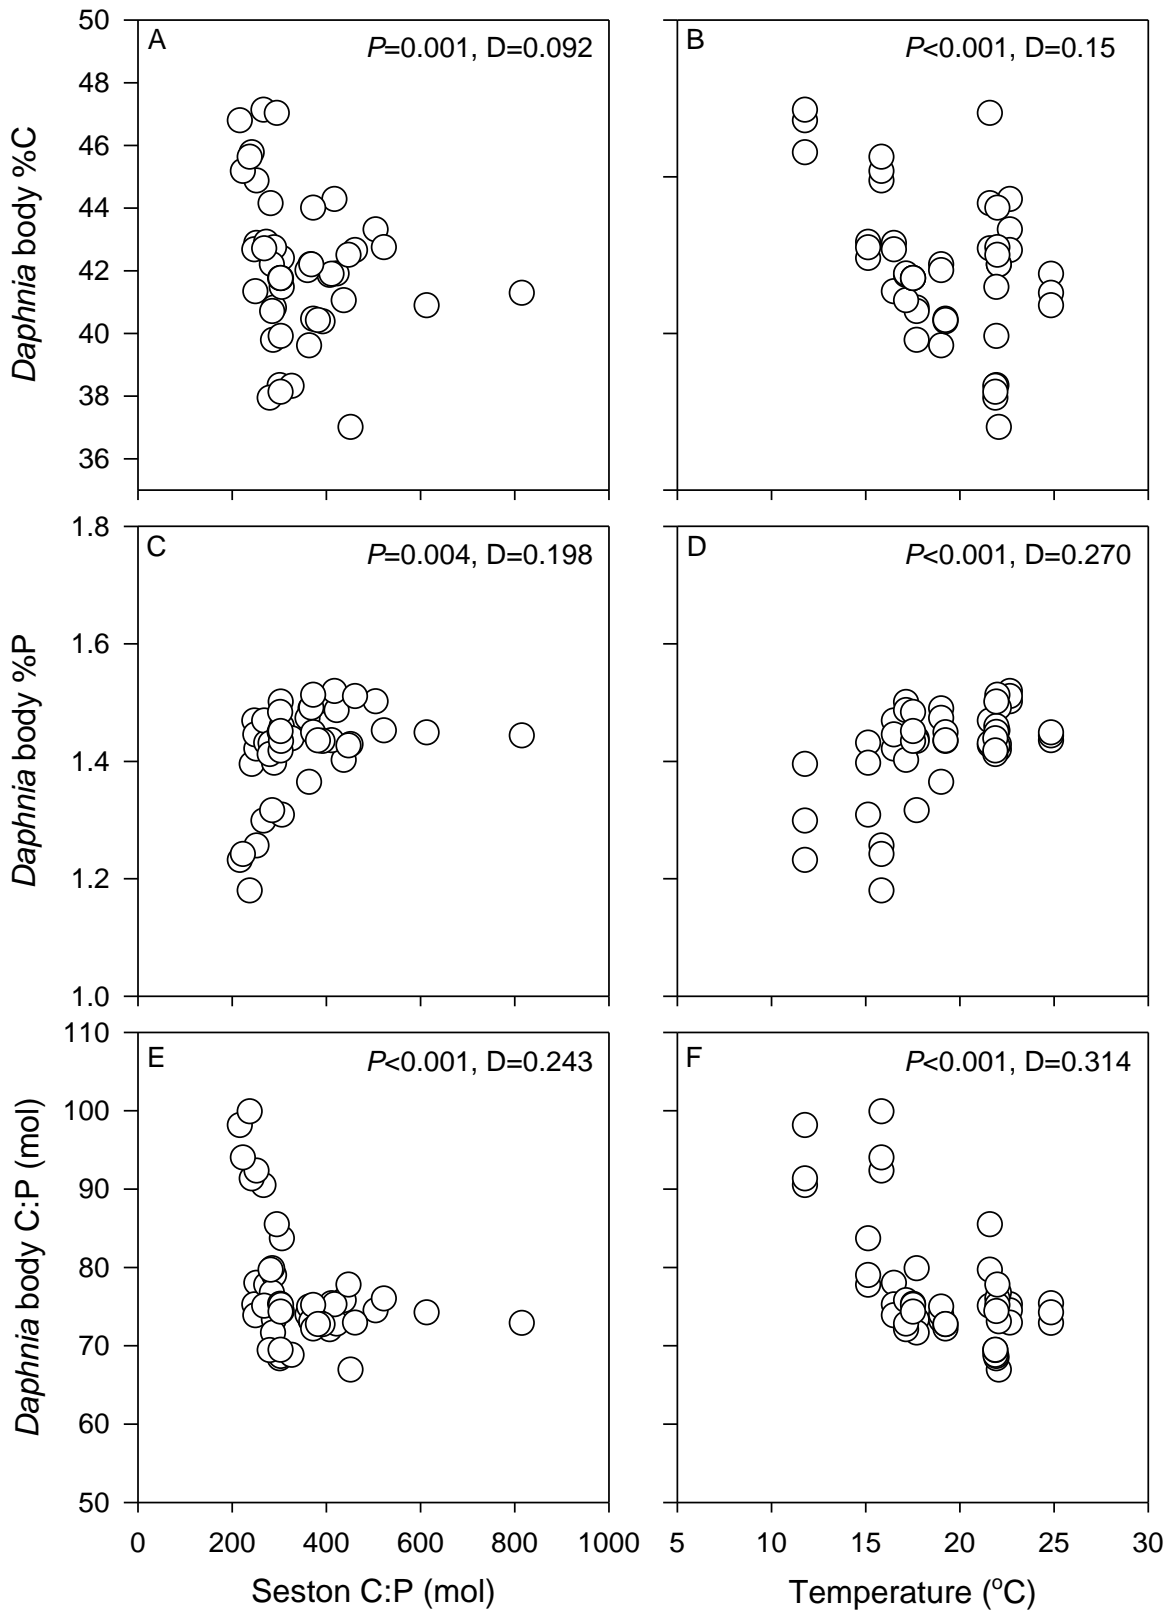 A
P=0.001, D=0.092
B
P<0.001, D=0.15
50
48
46
44
42
40
38
36
Daphnia body %C
C
P=0.004, D=0.198
D
P<0.001, D=0.270
1.8
1.6
1.4
1.2
1.0
Daphnia body %P
E
P<0.001, D=0.243
F
P<0.001, D=0.314
110
100
90
80
70
60
50
Daphnia body C:P (mol)
0 200 400 600 800 1000
5 10 15 20 25 30
Seston C:P (mol)
Temperature (°C)